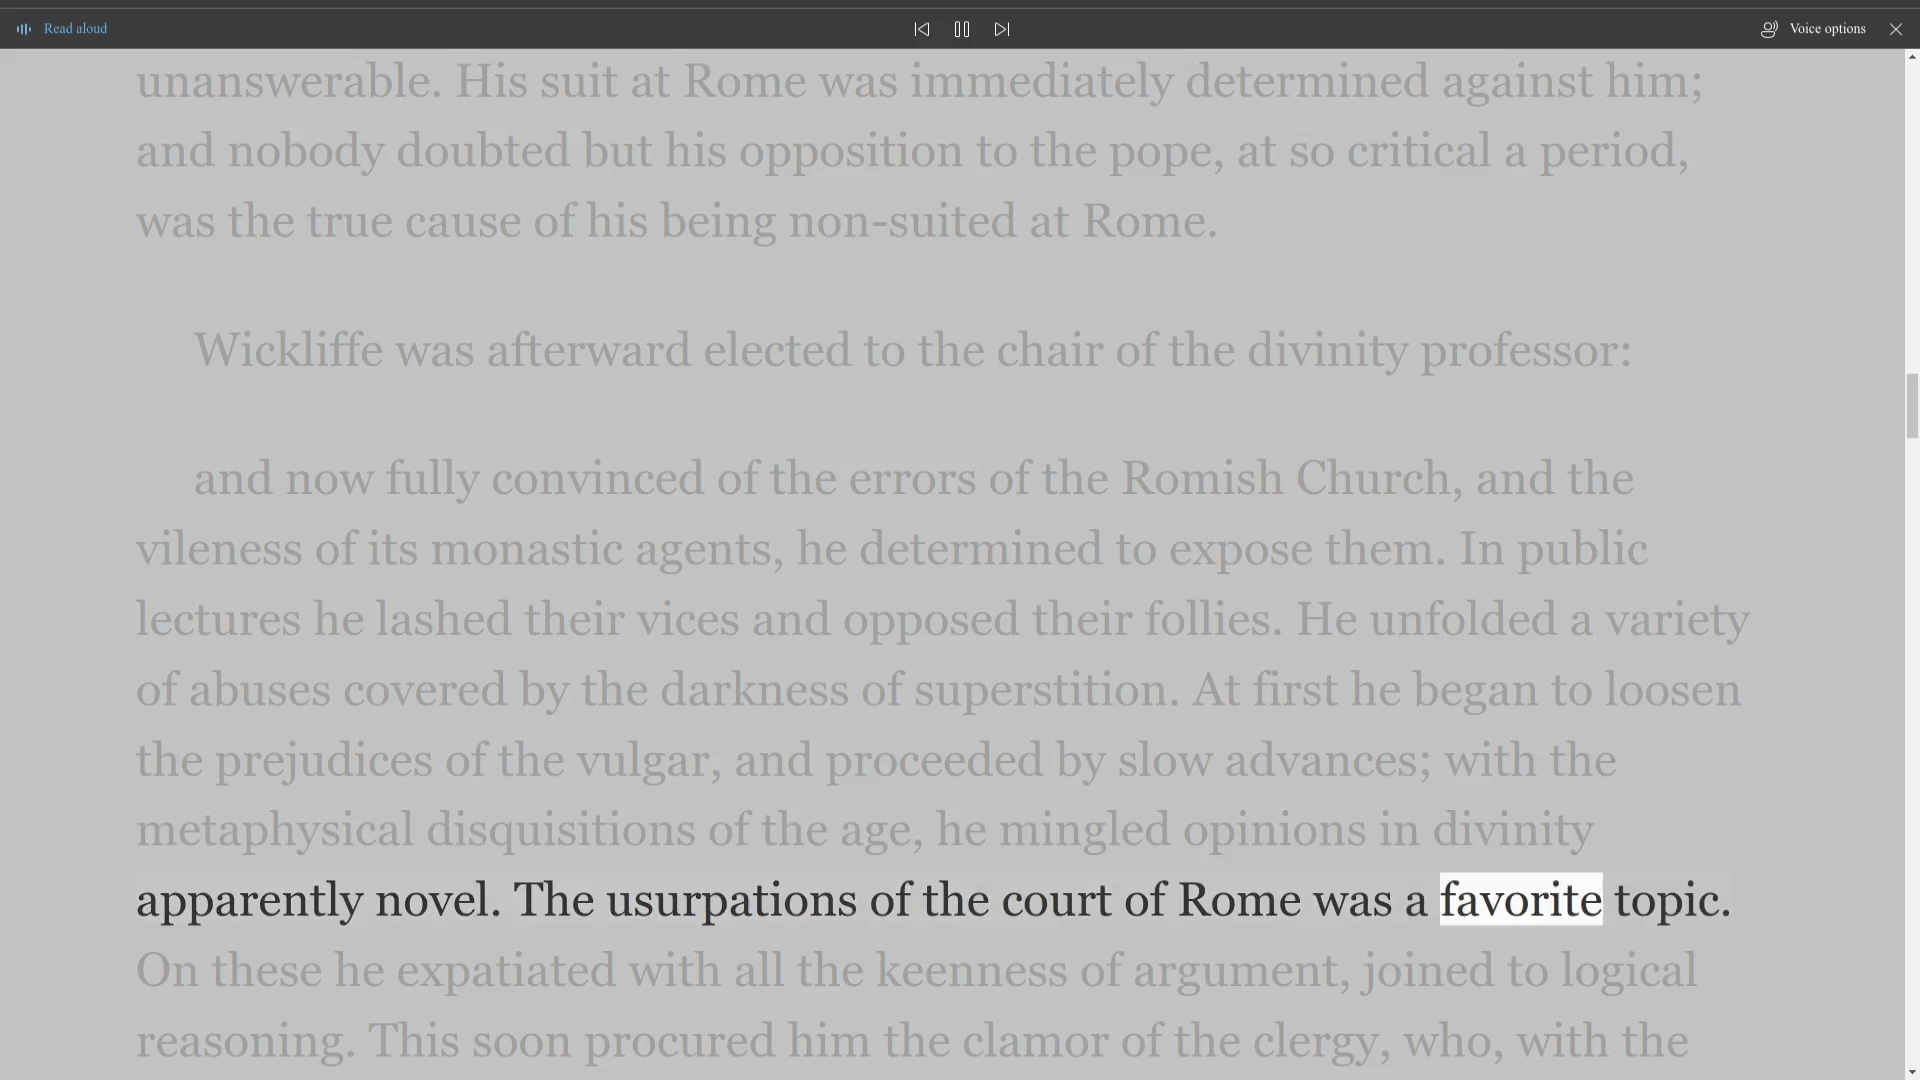 Read aloud
Voice options
unanswerable. His suit at Rome was immediately determined against him;
and nobody doubted but his opposition to the pope, at so critical a period,
was the true cause of his being non-suited at Rome.
Wickliffe was afterward elected to the chair of the divinity professor:
and now fully convinced of the errors of the Romish Church, and the
vileness of its monastic agents, he determined to expose them. In public
lectures he lashed their vices and opposed their follies. He unfolded a variety
of abuses covered by the darkness of superstition. At first he began to loosen
the prejudices of the vulgar, and proceeded by slow advances; with the
metaphysical disquisitions of the age, he mingled opinions in divinity
apparently novel. The usurpations of the court of Rome was a favorite topic.
On these he expatiated with all the keenness of argument, joined to logical
reasoning. This soon procured him the clamor of the clergy, who, with the